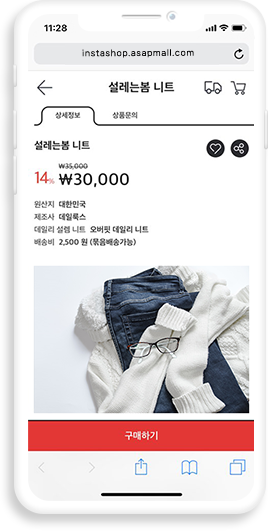 11:28
instashop.asapmall.com
설레는봄 니트
상세정보 상품문의
설레는봄 니트
₩35,000
14% ₩30,000
원산지 대한민국
제조사 데일룩스
데일리 설렘 니트 오버핏 데일리 니트
배송비 2,500 원 (묶음배송가능)
구매하기